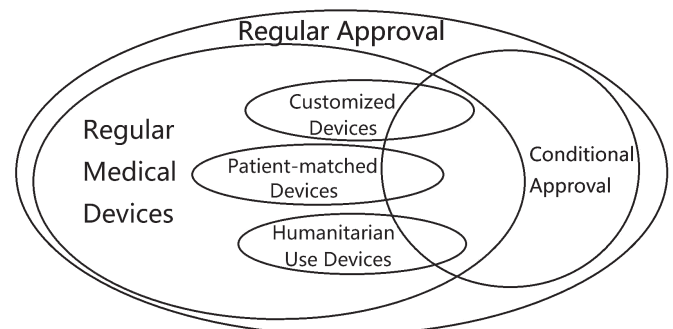 Regular Approval
Regular
Medical
Devices
Customized
Devices
Patient-matched
Devices
Humanitarian
Use Devices
Conditional
Approval